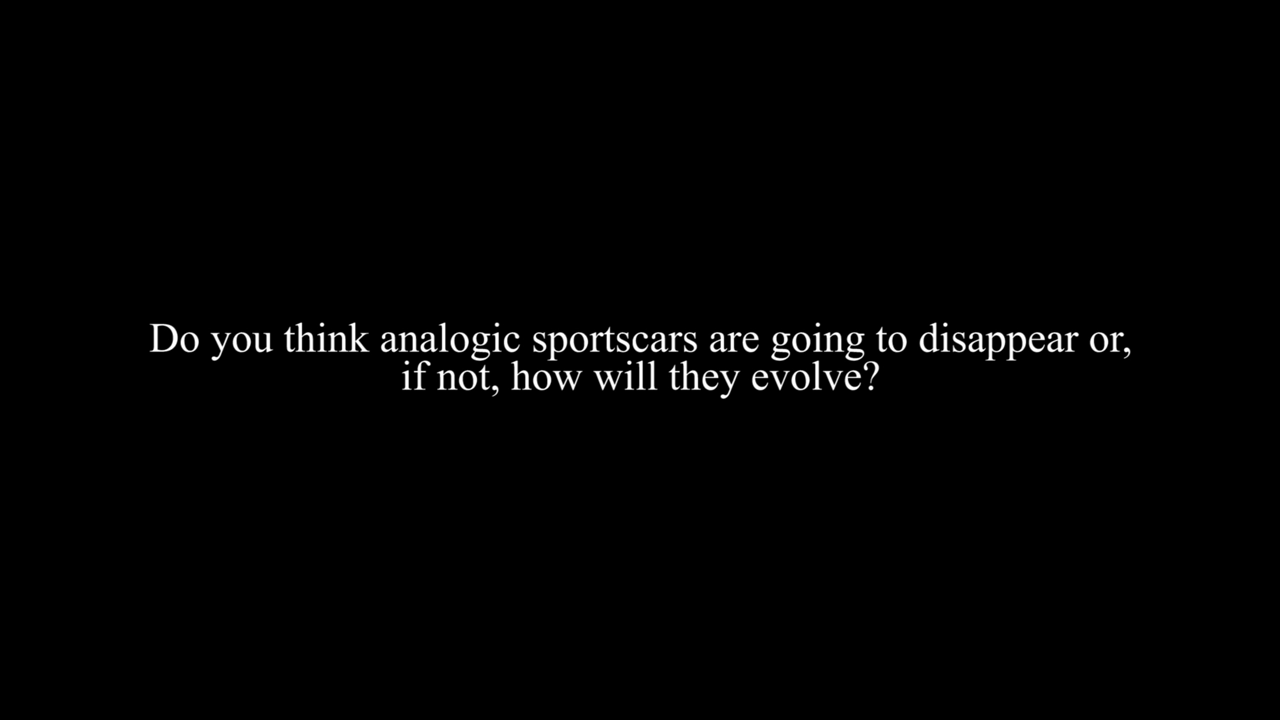 Do you think analogic sportscars are going to disappear or,
if not, how will they evolve?